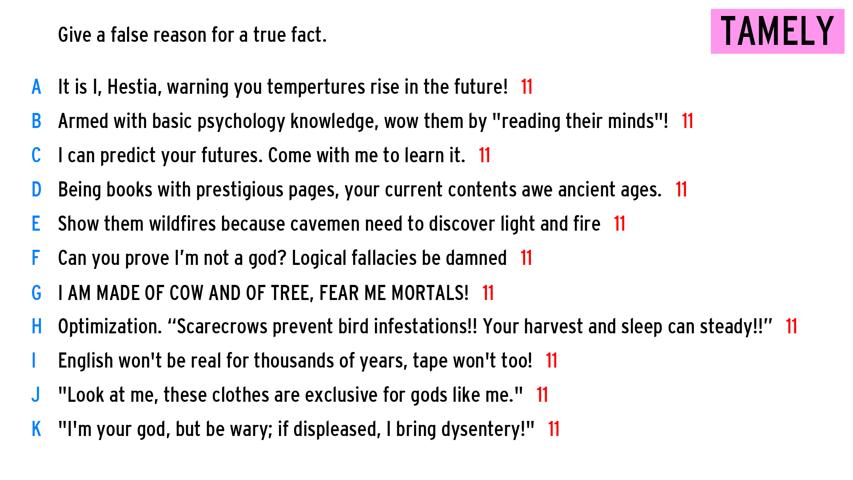 Give a false reason for a true fact.
TAMELY
A It is I, Hestia, warning you tempertures rise in the future! 11
B Armed with basic psychology knowledge, wow them by "reading their minds"! 11
C I can predict your futures. Come with me to learn it. 11
D Being books with prestigious pages, your current contents awe ancient ages. 11
E Show them wildfires because cavemen need to discover light and fire 11
F Can you prove I’m not a god? Logical fallacies be damned 11
G I AM MADE OF COW AND OF TREE, FEAR ME MORTALS! 11
H Optimization. “Scarecrows prevent bird infestations!! Your harvest and sleep can steady!!” 11
I English won't be real for thousands of years, tape won't too! 11
J "Look at me, these clothes are exclusive for gods like me." 11
K "I'm your god, but be wary; if displeased, I bring dysentery!" 11